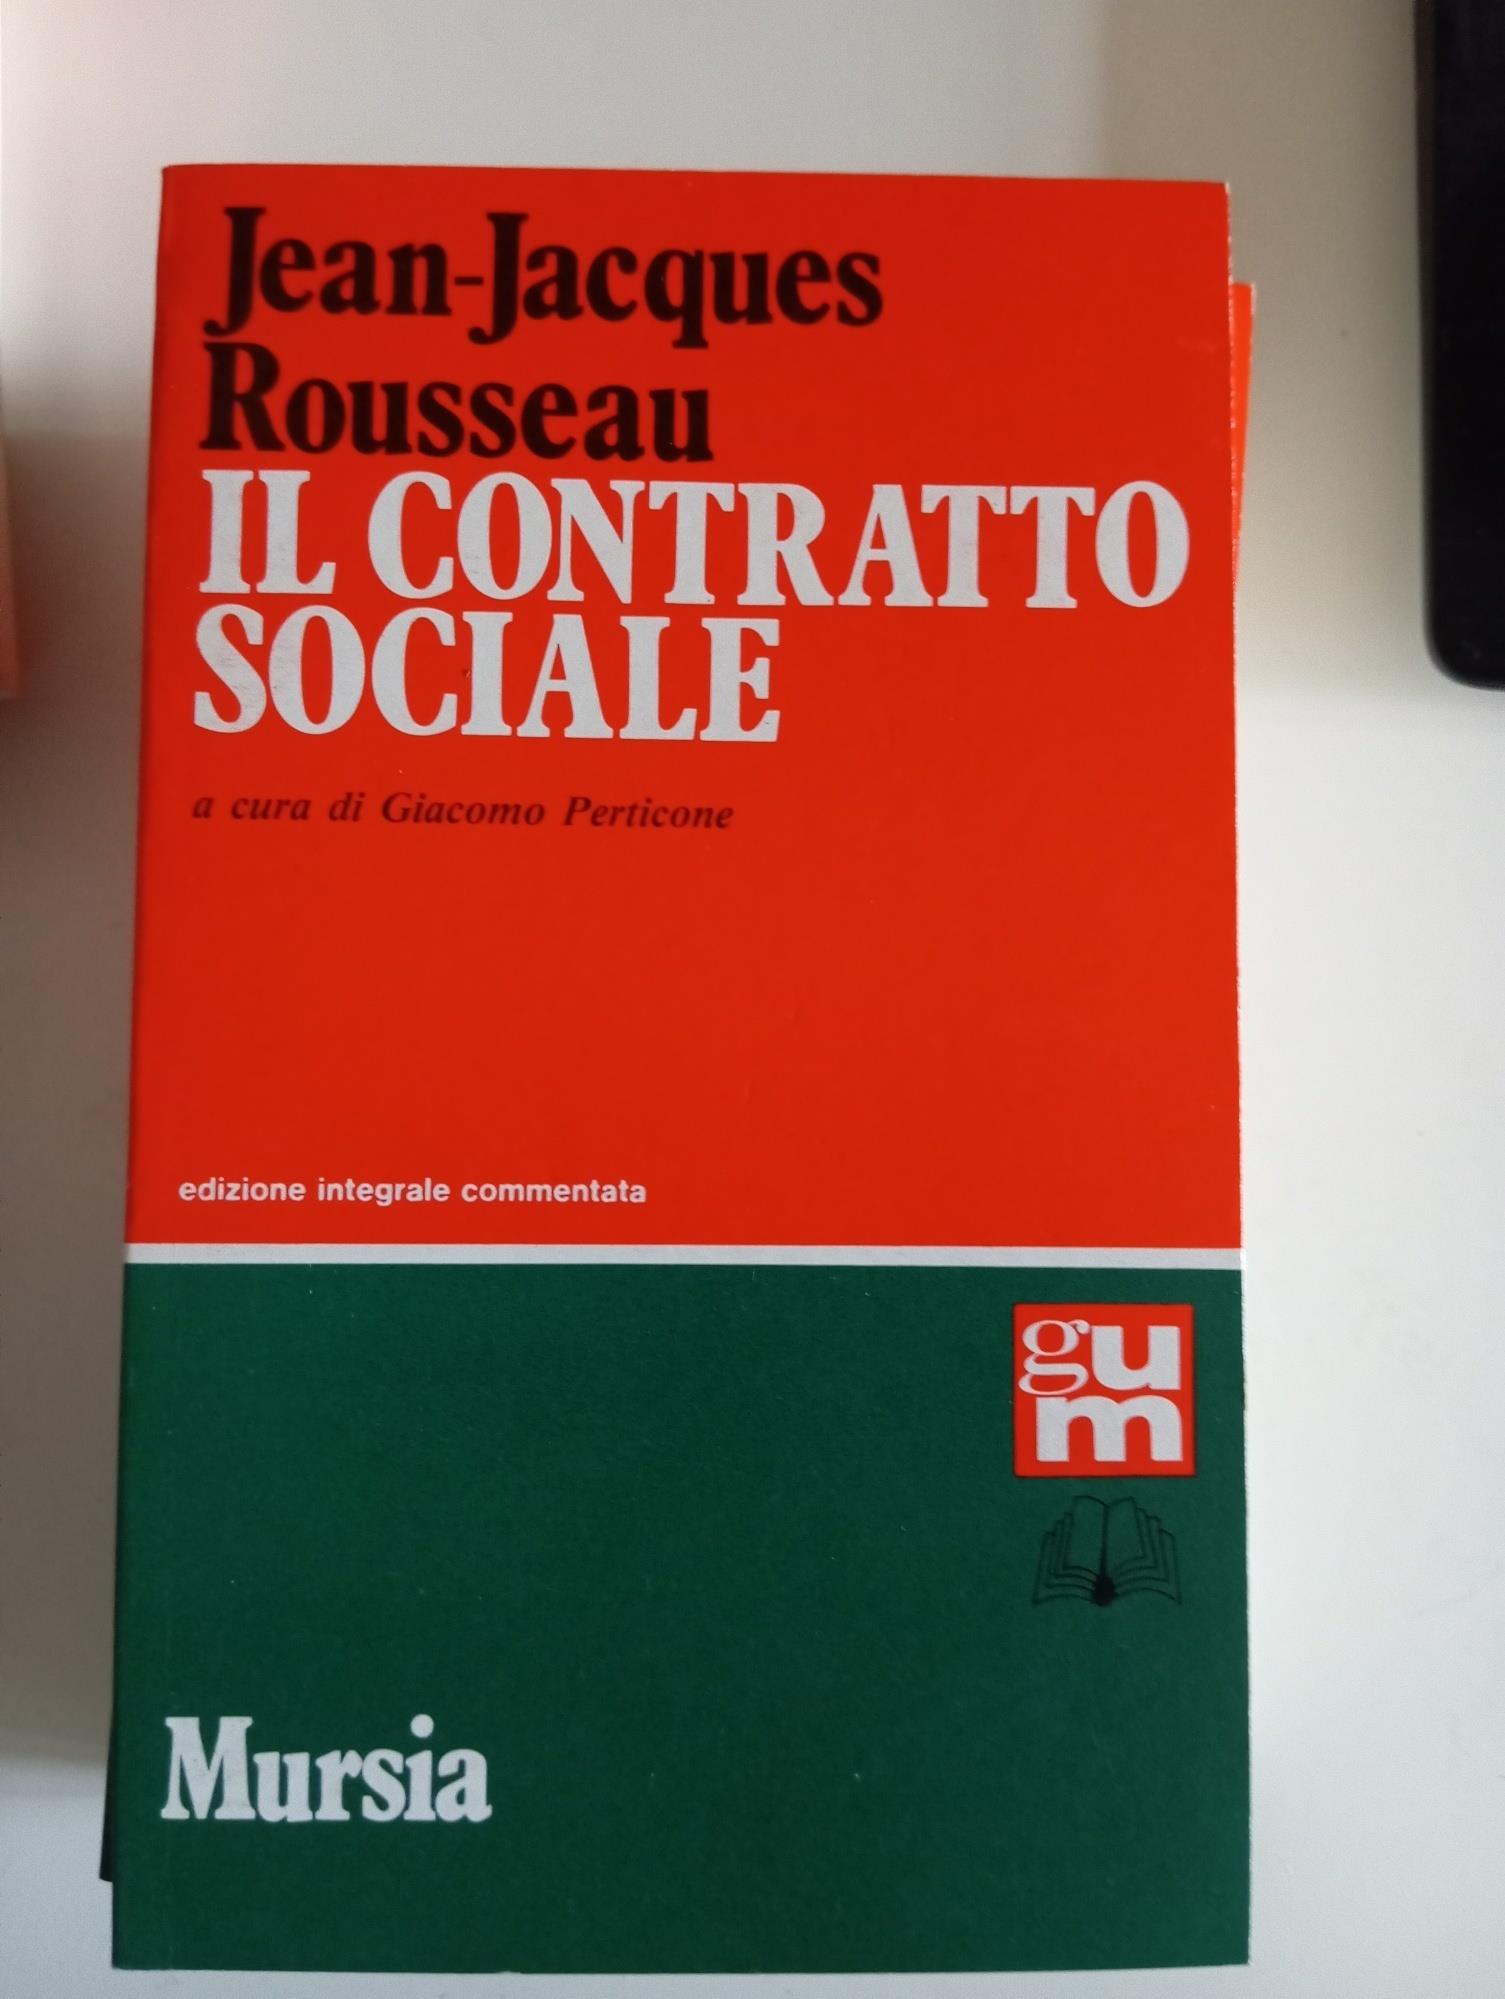 Jean-Jacques
Rousseau
IL CONTRATTO
SOCIALE
a cura di Giacomo Perticone
edizione integrale commentata
gu
m
Mursia